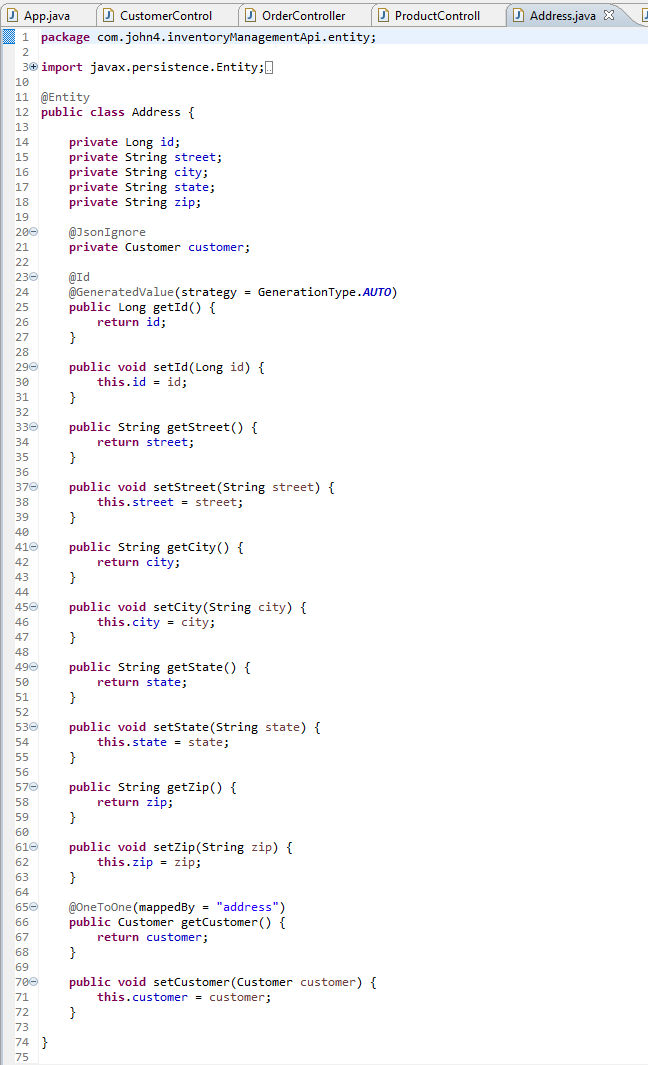 App.java CustomerControl OrderController ProductControll Address.java
1 package com.john4.inventoryManagementApi.entity;
2
3 import javax.persistence.Entity;
10
11 @Entity
12 public class Address {
13
14 private Long id;
15 private String street;
16 private String city;
17 private String state;
18 private String zip;
19
20 @JsonIgnore
21 private Customer customer;
22
23 @Id
24 @GeneratedValue(strategy = GenerationType.AUTO)
25 public Long getId() {
26 return id;
27 }
28
29 public void setId(Long id) {
30 this.id = id;
31 }
32
33 public String getStreet() {
34 return street;
35 }
36
37 public void setStreet(String street) {
38 this.street = street;
39 }
40
41 public String getCity() {
42 return city;
43 }
44
45 public void setCity(String city) {
46 this.city = city;
47 }
48
49 public String getState() {
50 return state;
51 }
52
53 public void setState(String state) {
54 this.state = state;
55 }
56
57 public String getZip() {
58 return zip;
59 }
60
61 public void setZip(String zip) {
62 this.zip = zip;
63 }
64
65 @OneToOne(mappedBy = "address")
66 public Customer getCustomer() {
67 return customer;
68 }
69
70 public void setCustomer(Customer customer) {
71 this.customer = customer;
72 }
73
74 }
75